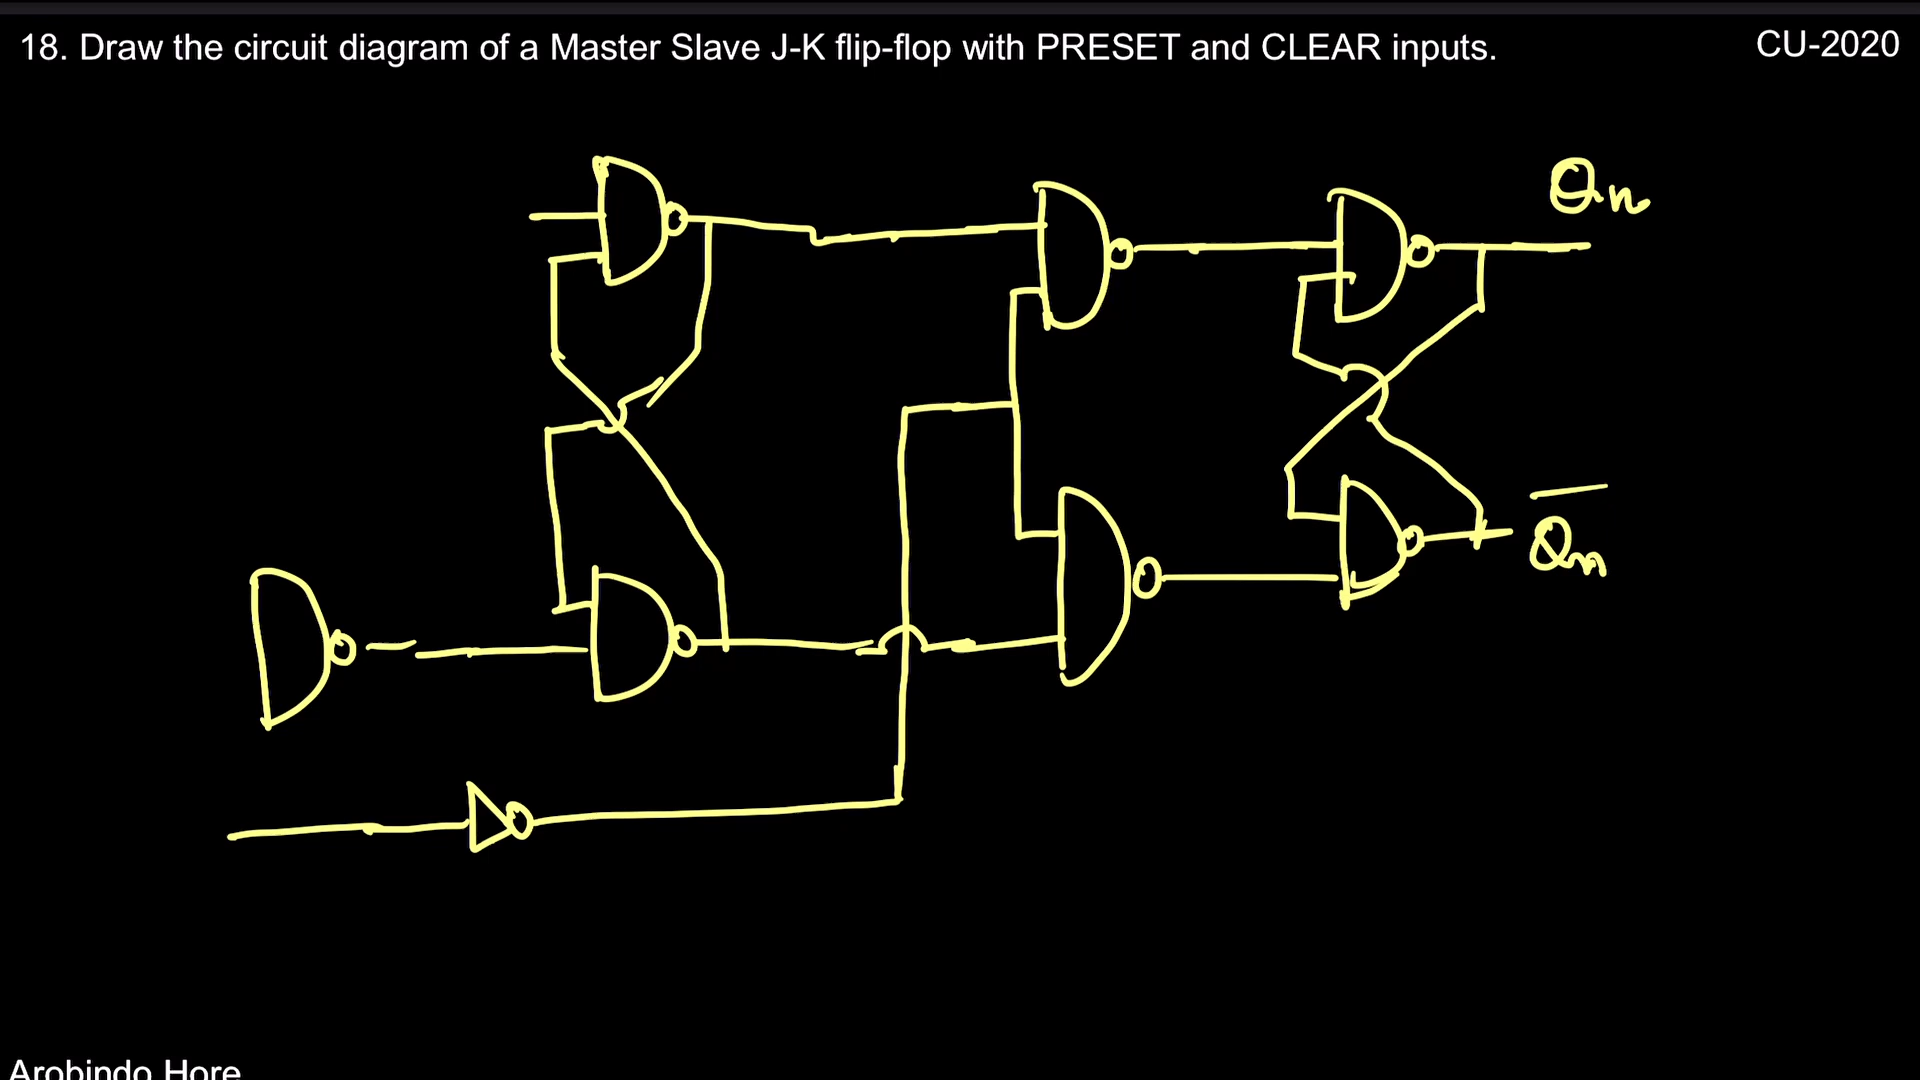 18. Draw the circuit diagram of a Master Slave J-K flip-flop with PRESET and CLEAR inputs.
CU-2020
Qn
Q̅n
Arobindo Hore